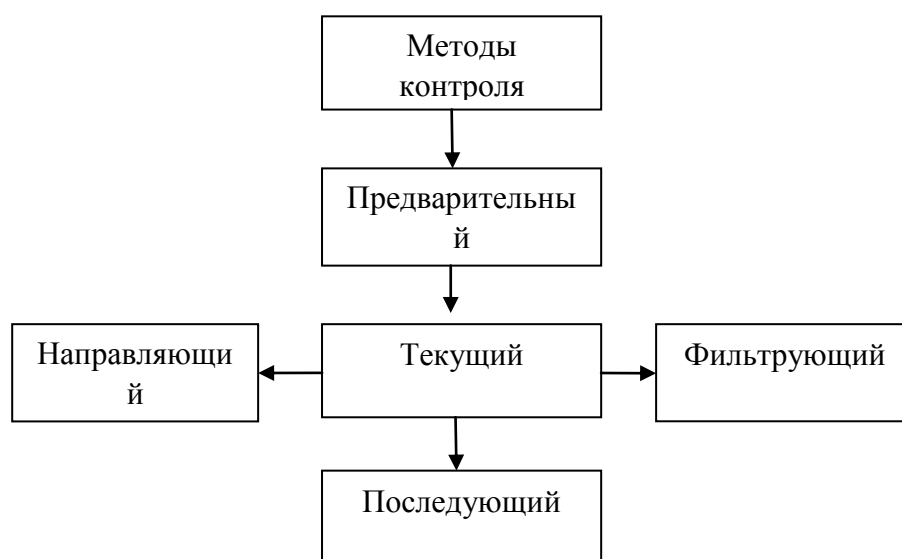 Методы
контроля
Предварительны
й
Направляющи
й
Текущий
Фильтрующий
Последующий